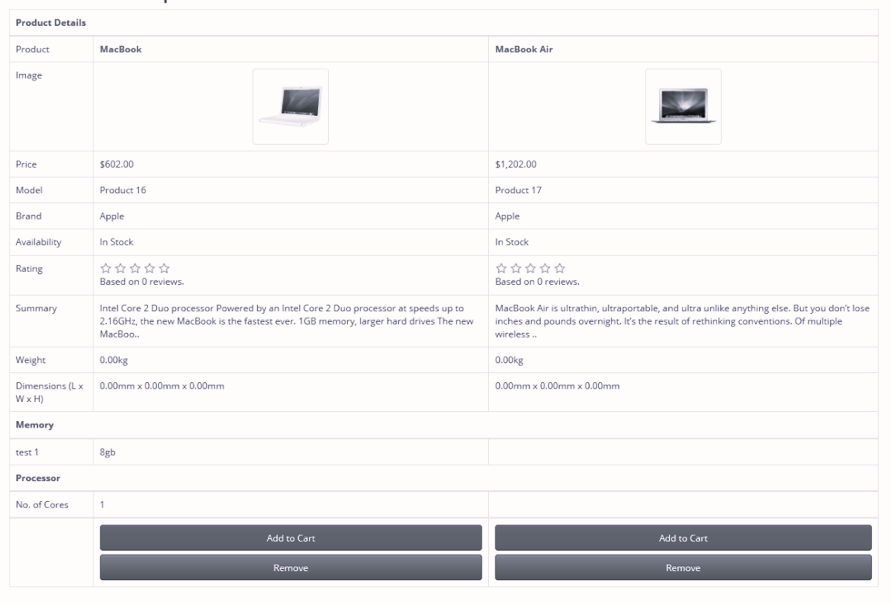 Product Details
Product MacBook MacBook Air
Image
Price $602.00 $1,202.00
Model Product 16 Product 17
Brand Apple Apple
Availability In Stock In Stock
Rating
Based on 0 reviews. Based on 0 reviews.
Summary Intel Core 2 Duo processor Powered by an Intel Core 2 Duo processor at speeds up to MacBook Air is ultrathin, ultraportable, and ultra unlike anything else. But you don't lose
2.16GHz, the new MacBook is the fastest ever. 1GB memory, larger hard drives The new inches and pounds overnight. It's the result of rethinking conventions. Of multiple
MacBoo.. wireless ..
Weight 0.00kg 0.00kg
Dimensions (L x 0.00mm x 0.00mm x 0.00mm 0.00mm x 0.00mm x 0.00mm
W x H)
Memory
test 1 8gb
Processor
No. of Cores 1
Add to Cart Add to Cart
Remove Remove